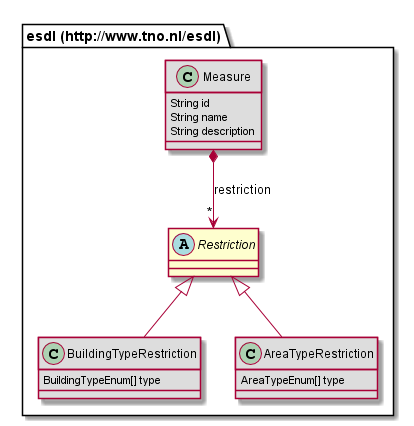 esdl (http://www.tno.nl/esdl)
C Measure
String id
String name
String description
restriction
*
A Restriction
C BuildingTypeRestriction
BuildingTypeEnum[] type
C AreaTypeRestriction
AreaTypeEnum[] type